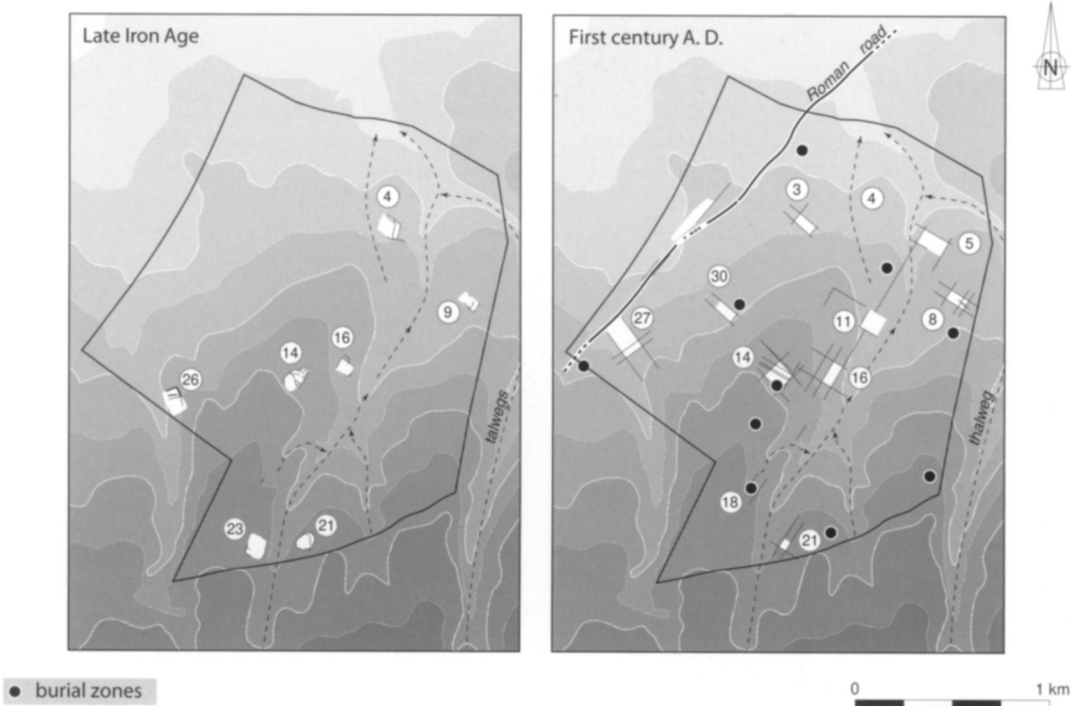 Late Iron Age
4
9
16
14
26
talwegs
23
21
First century A. D.
Roman road
3
4
5
30
27
11
8
14
16
thalweg
18
21
N
burial zones
0 1 km